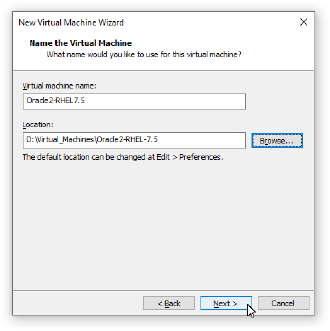 New Virtual Machine Wizard
Name the Virtual Machine
What name would you like to use for this virtual machine?
Virtual machine name:
Oracle2-RHEL7.5
Location:
D:\Virtual_Machines\Oracle2-RHEL-7.5
Browse...
The default location can be changed at Edit > Preferences.
< Back
Next >
Cancel